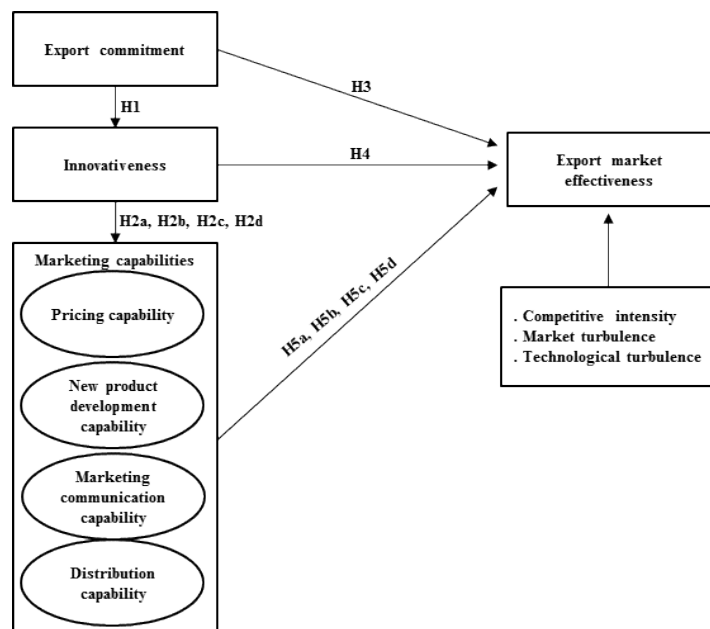 Export commitment
H3
H1
Innovativeness
H4
Export market
effectiveness
H2a, H2b, H2c, H2d
Marketing capabilities
Pricing capability
H5a, H5b, H5c, H5d
. Competitive intensity
. Market turbulence
. Technological turbulence
New product
development
capability
Marketing
communication
capability
Distribution
capability